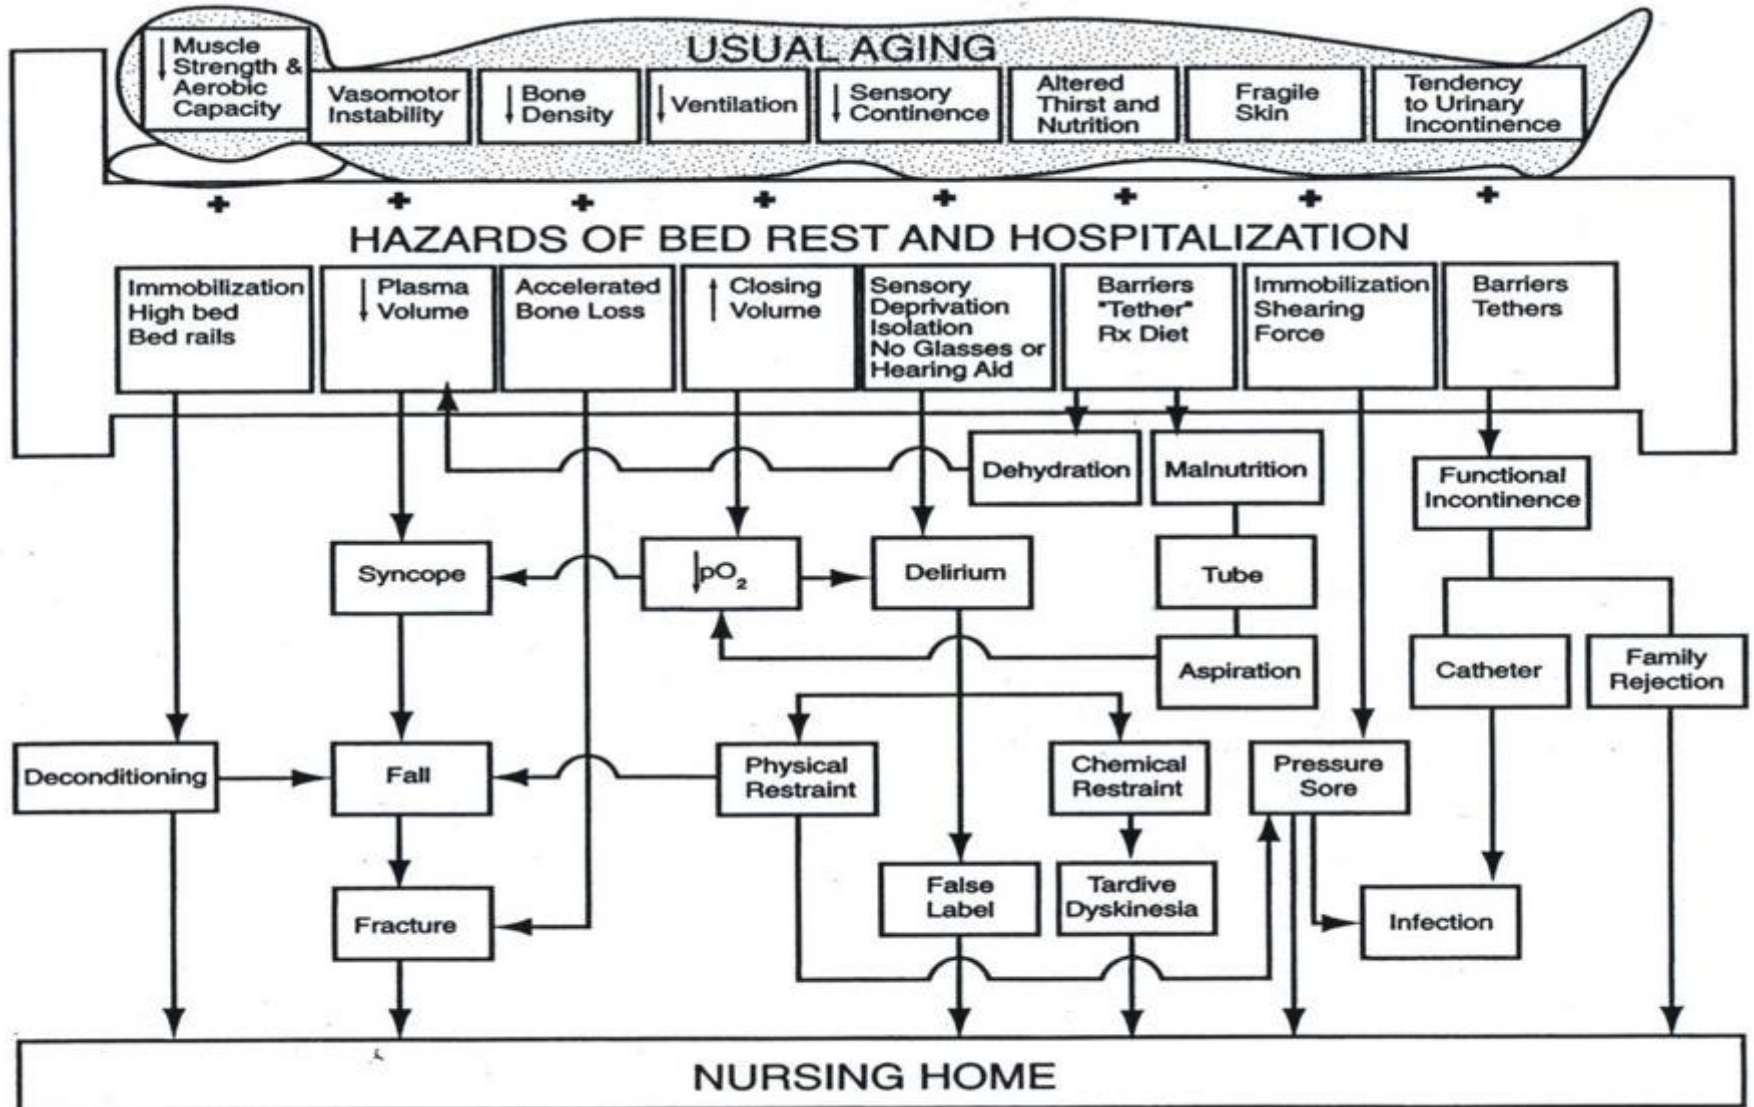 USUAL AGING
↓ Muscle
Strength &
Aerobic
Capacity
Vasomotor
Instability
↓ Bone
Density
↓ Ventilation
↓ Sensory
Continence
Altered
Thirst and
Nutrition
Fragile
Skin
Tendency
to Urinary
Incontinence
+ + + + + + + +
HAZARDS OF BED REST AND HOSPITALIZATION
Immobilization
High bed
Bed rails
↓ Plasma
Volume
Accelerated
Bone Loss
↑ Closing
Volume
Sensory
Deprivation
Isolation
No Glasses or
Hearing Aid
Barriers
"Tether"
Rx Diet
Immobilization
Shearing
Force
Barriers
Tethers
Dehydration
Malnutrition
Functional
Incontinence
Syncope
↓pO₂
Delirium
Tube
Aspiration
Catheter
Family
Rejection
Deconditioning
Fall
Physical
Restraint
Chemical
Restraint
Pressure
Sore
Fracture
False
Label
Tardive
Dyskinesia
Infection
NURSING HOME